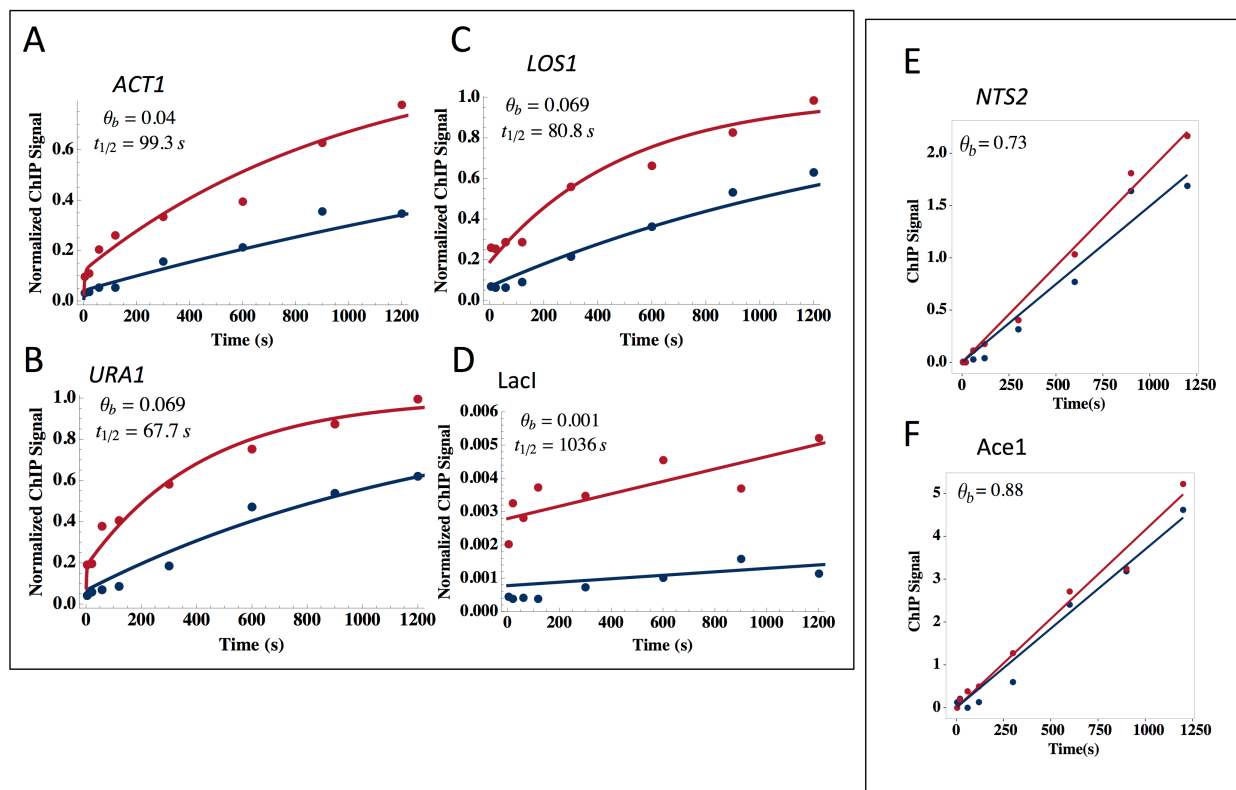 A
ACT1
θb = 0.04
t1/2 = 99.3 s
Normalized ChIP Signal
0.6
0.4
0.2
0.0
0 200 400 600 800 1000 1200
Time (s)
B
URA1
θb = 0.069
t1/2 = 67.7 s
Normalized ChIP Signal
1.0
0.8
0.6
0.4
0.2
0.0
0 200 400 600 800 1000 1200
Time (s)
C
LOS1
θb = 0.069
t1/2 = 80.8 s
Normalized ChIP Signal
1.0
0.8
0.6
0.4
0.2
0.0
0 200 400 600 800 1000 1200
Time (s)
D
LacI
θb = 0.001
t1/2 = 1036 s
Normalized ChIP Signal
0.006
0.005
0.004
0.003
0.002
0.001
0.000
0 200 400 600 800 1000 1200
Time (s)
E
NTS2
θb = 0.73
ChIP Signal
2.0
1.5
1.0
0.5
0.0
0 250 500 750 1000 1250
Time(s)
F
Ace1
θb = 0.88
ChIP Signal
5
4
3
2
1
0
0 250 500 750 1000 1250
Time(s)